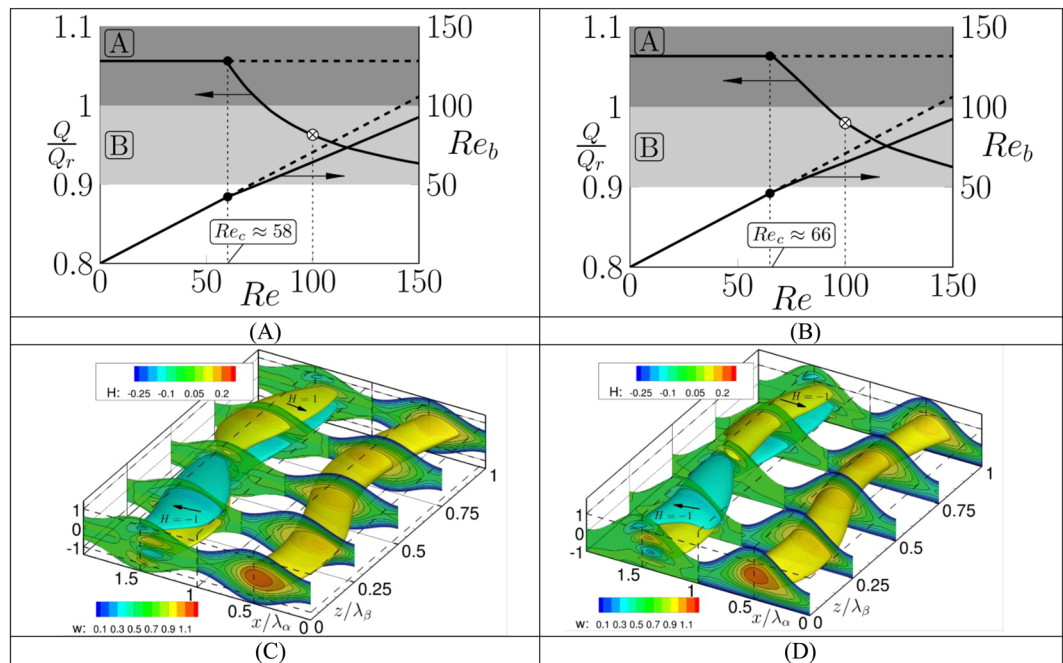 1.1
A
150
1
100
Q
Q_r
B
Re_b
0.9
50
Re_c ≈ 58
0.8
0 50 100 150
Re
(A)
1.1
A
150
1
100
Q
Q_r
B
Re_b
0.9
50
Re_c ≈ 66
0.8
0 50 100 150
Re
(B)
H: -0.25 -0.1 0.05 0.2
H = 1
H = -1
1
0
-1
1.5 1 0.5 0
x/λ_α
0 0.25 0.5 0.75 1
z/λ_β
w: 0.1 0.3 0.5 0.7 0.9 1.1
(C)
H: -0.25 -0.1 0.05 0.2
H = -1
H = -1
1
0
-1
1.5 1 0.5 0
x/λ_α
0 0.25 0.5 0.75 1
z/λ_β
w: 0.1 0.3 0.5 0.7 0.9 1.1
(D)